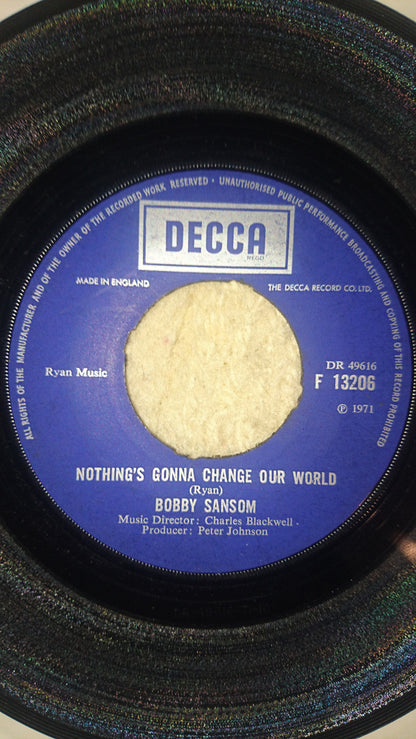 ALL RIGHTS OF THE MANUFACTURER AND OF THE OWNER OF THE RECORDED WORK RESERVED · UNAUTHORISED PUBLIC PERFORMANCE BROADCASTING AND COPYING OF THIS RECORD PROHIBITED
DECCA
REGD
MADE IN ENGLAND
THE DECCA RECORD CO. LTD.
Ryan Music
DR 49616
F 13206
℗ 1971
NOTHING'S GONNA CHANGE OUR WORLD
(Ryan)
BOBBY SANSOM
Music Director: Charles Blackwell.
Producer: Peter Johnson